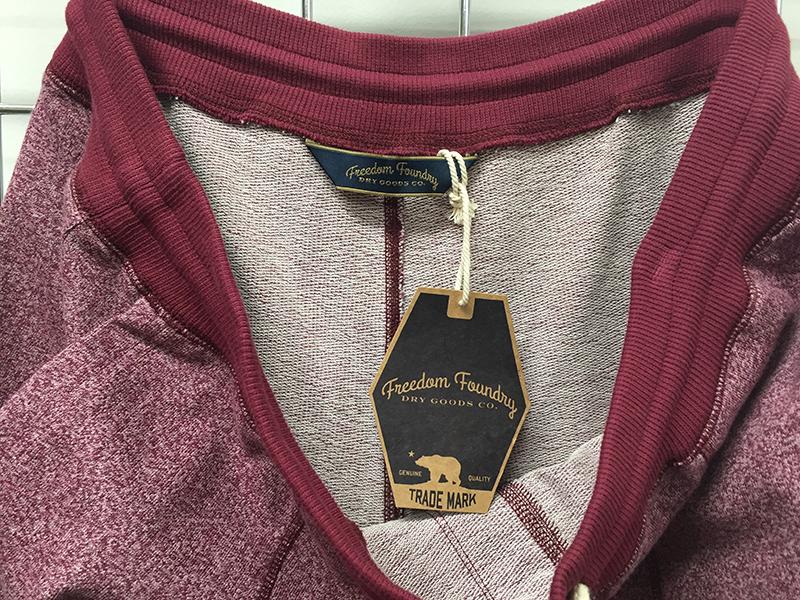 Freedom Foundry
DRY GOODS CO.
Freedom Foundry
DRY GOODS CO.
GENUINE QUALITY
TRADE MARK